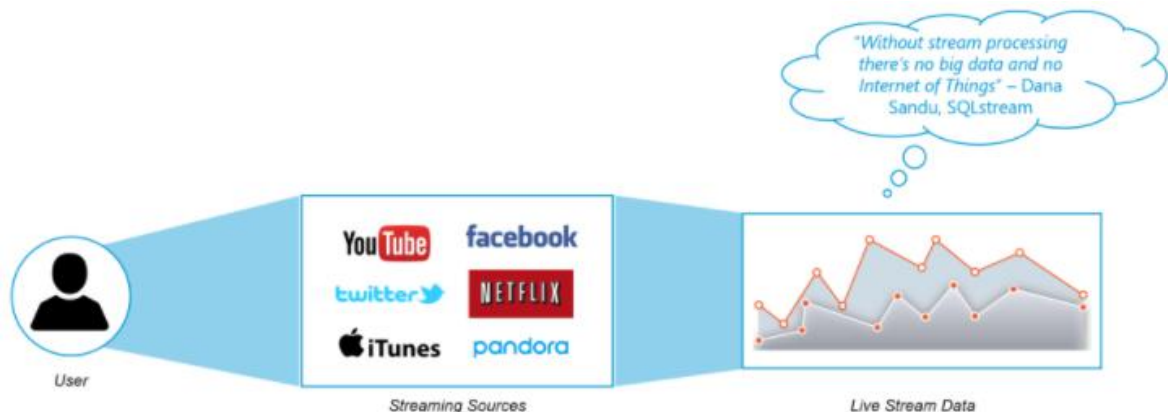 "Without stream processing
there's no big data and no
Internet of Things" – Dana
Sandu, SQLstream
YouTube
facebook
twitter
NETFLIX
iTunes
pandora
User
Streaming Sources
Live Stream Data